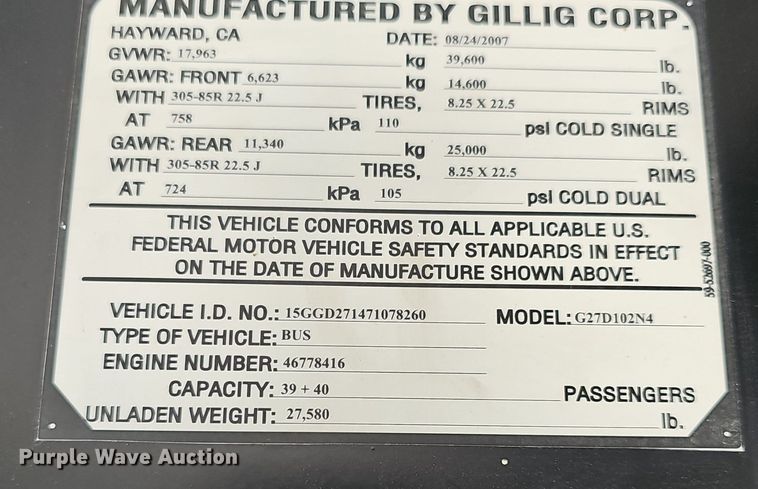 MANUFACTURED BY GILLIG CORP.
HAYWARD, CA DATE: 08/24/2007
GVWR: 17,963 kg 39,600 lb.
GAWR: FRONT 6,623 kg 14,600 lb.
WITH 305-85R 22.5 J TIRES, 8.25 X 22.5 RIMS
AT 758 kPa 110 psi COLD SINGLE
GAWR: REAR 11,340 kg 25,000 lb.
WITH 305-85R 22.5 J TIRES, 8.25 X 22.5 RIMS
AT 724 kPa 105 psi COLD DUAL
THIS VEHICLE CONFORMS TO ALL APPLICABLE U.S.
FEDERAL MOTOR VEHICLE SAFETY STANDARDS IN EFFECT
ON THE DATE OF MANUFACTURE SHOWN ABOVE.
59-52697-000
VEHICLE I.D. NO.: 15GGD271471078260 MODEL: G27D102N4
TYPE OF VEHICLE: BUS
ENGINE NUMBER: 46778416
CAPACITY: 39 + 40 PASSENGERS
UNLADEN WEIGHT: 27,580 lb.
Purple Wave Auction